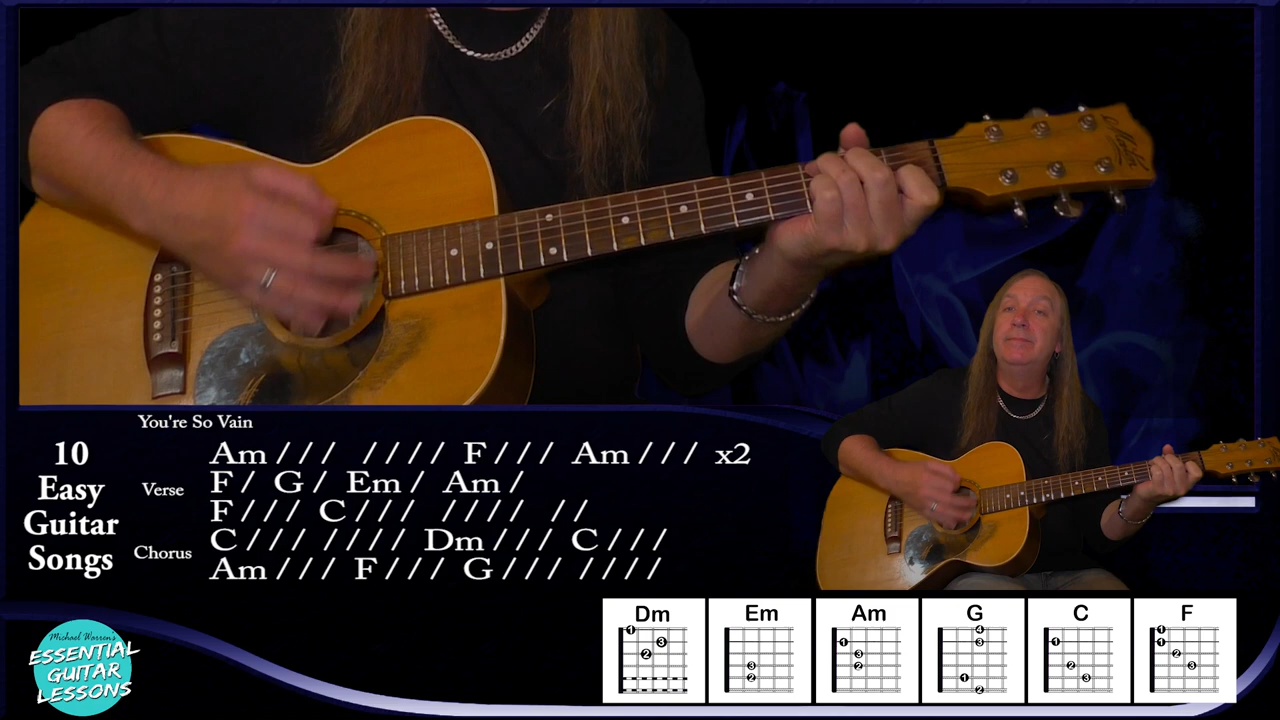 You're So Vain
10 Easy Guitar Songs
Verse
Chorus
Am / / / / / / / F / / / Am / / / x2
F / G / Em / Am /
F / / / C / / / / / / / / /
C / / / / / / / / Dm / / / C / / /
Am / / / F / / / G / / / / / / /
Dm Em Am G C F
Michael Warren's
ESSENTIAL
GUITAR
LESSONS